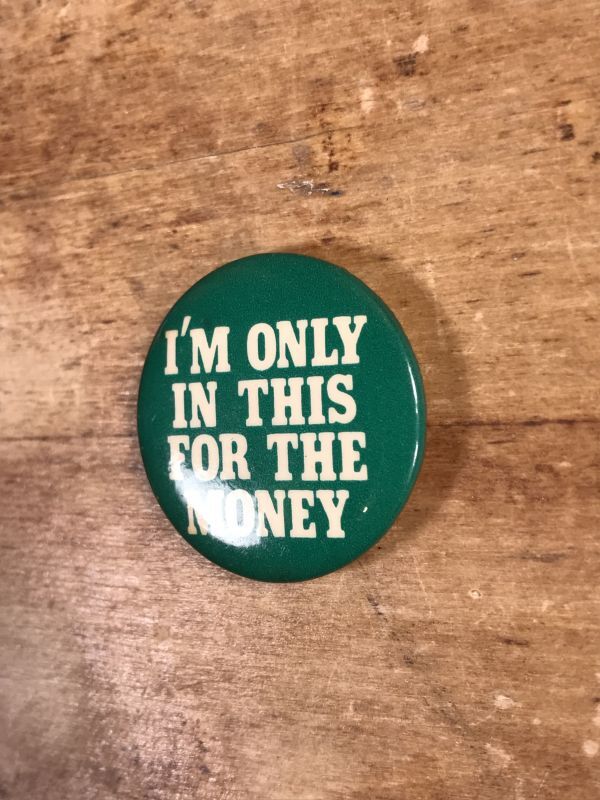 I'M ONLY
IN THIS
FOR THE
MONEY